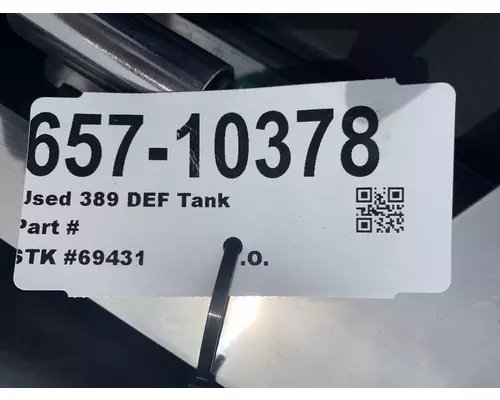 657-10378
Used 389 DEF Tank
Part #
STK #69431 .O.